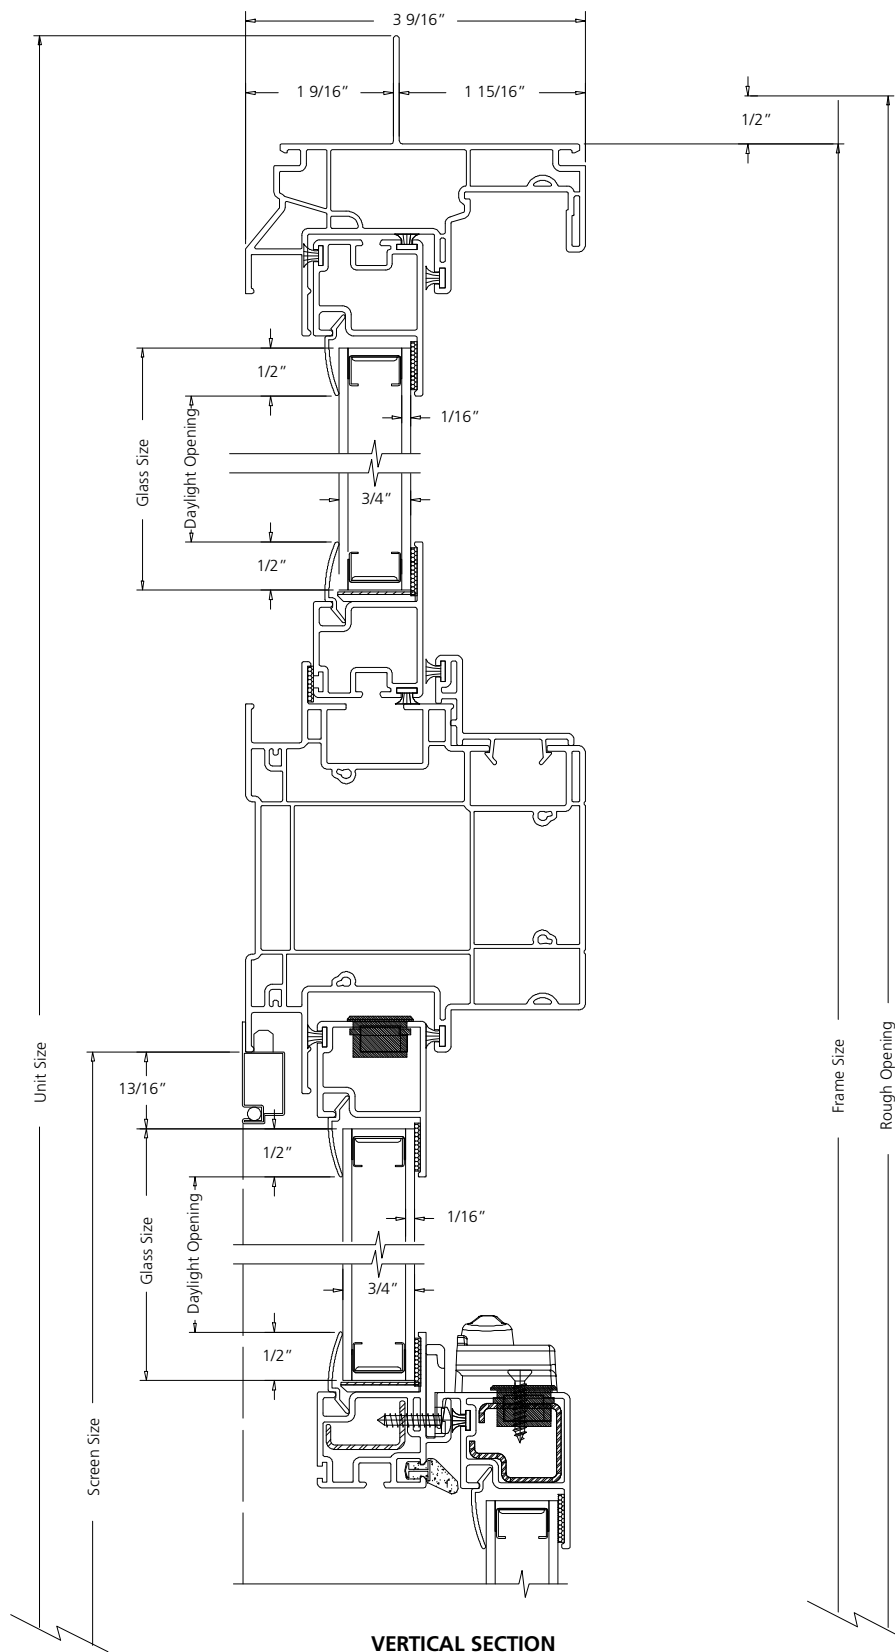 3 9/16"
1 9/16"
1 15/16"
1/2"
1/2"
1/16"
Glass Size
Daylight Opening
3/4"
1/2"
Unit Size
Frame Size
Rough Opening
13/16"
1/2"
Glass Size
Daylight Opening
1/16"
3/4"
1/2"
Screen Size
VERTICAL SECTION